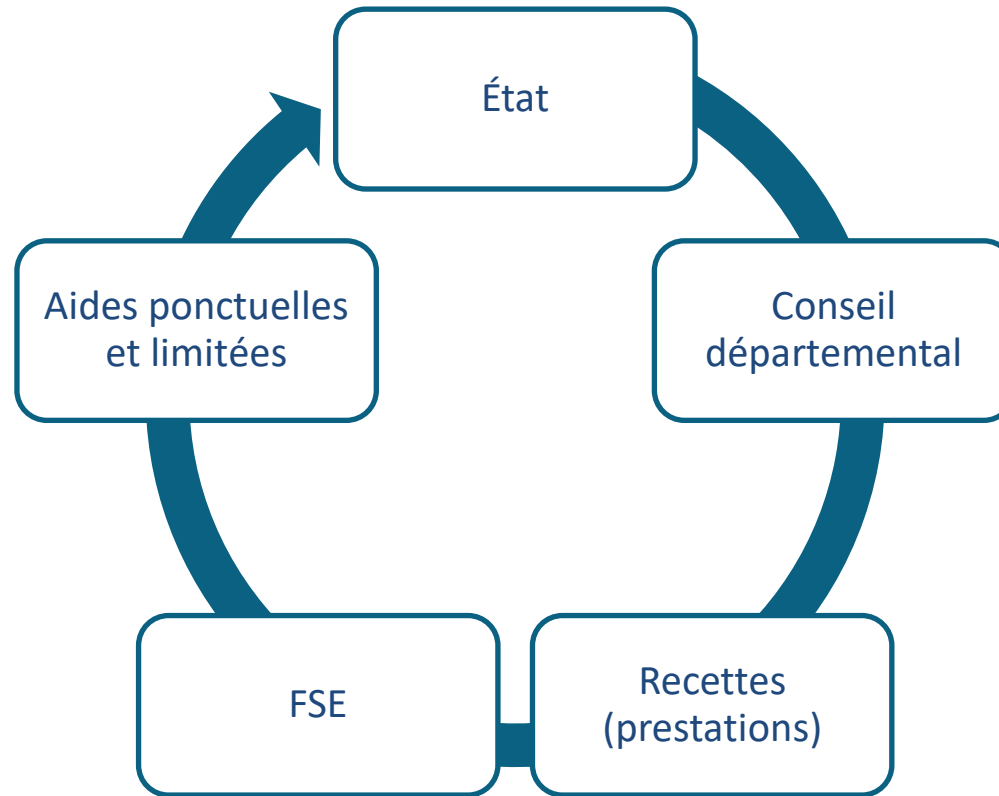 État
Conseil
départemental
Recettes
(prestations)
FSE
Aides ponctuelles
et limitées